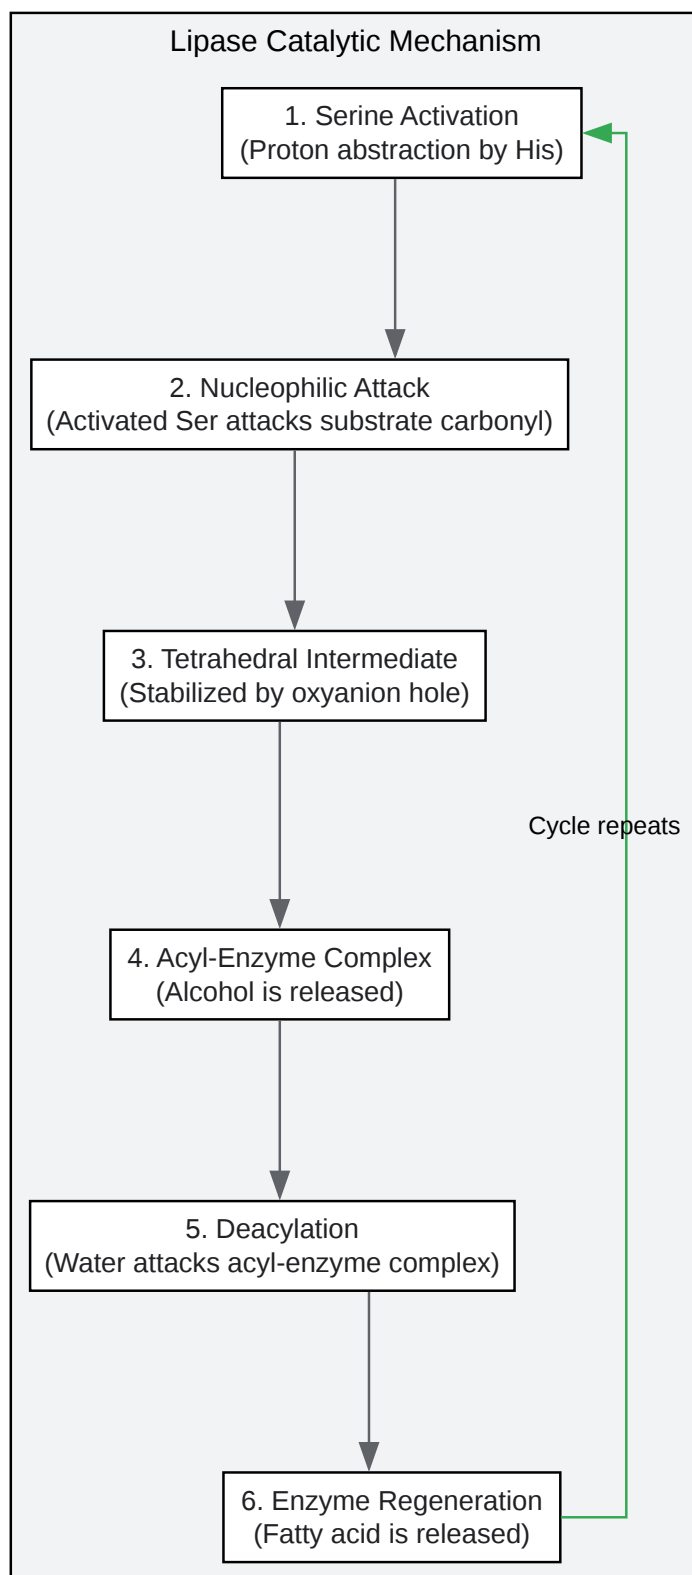 Lipase Catalytic Mechanism
1. Serine Activation
(Proton abstraction by His)
2. Nucleophilic Attack
(Activated Ser attacks substrate carbonyl)
3. Tetrahedral Intermediate
(Stabilized by oxyanion hole)
Cycle repeats
4. Acyl-Enzyme Complex
(Alcohol is released)
5. Deacylation
(Water attacks acyl-enzyme complex)
6. Enzyme Regeneration
(Fatty acid is released)